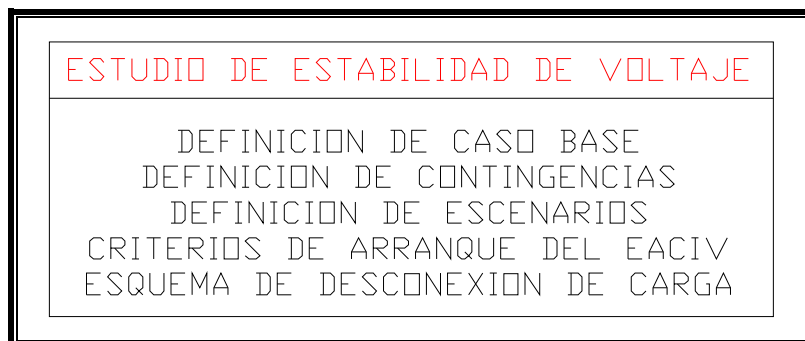 ESTUDIO DE ESTABILIDAD DE VOLTAJE
DEFINICION DE CASO BASE
DEFINICION DE CONTINGENCIAS
DEFINICION DE ESCENARIOS
CRITERIOS DE ARRANQUE DEL EACIV
ESQUEMA DE DESCONEXION DE CARGA